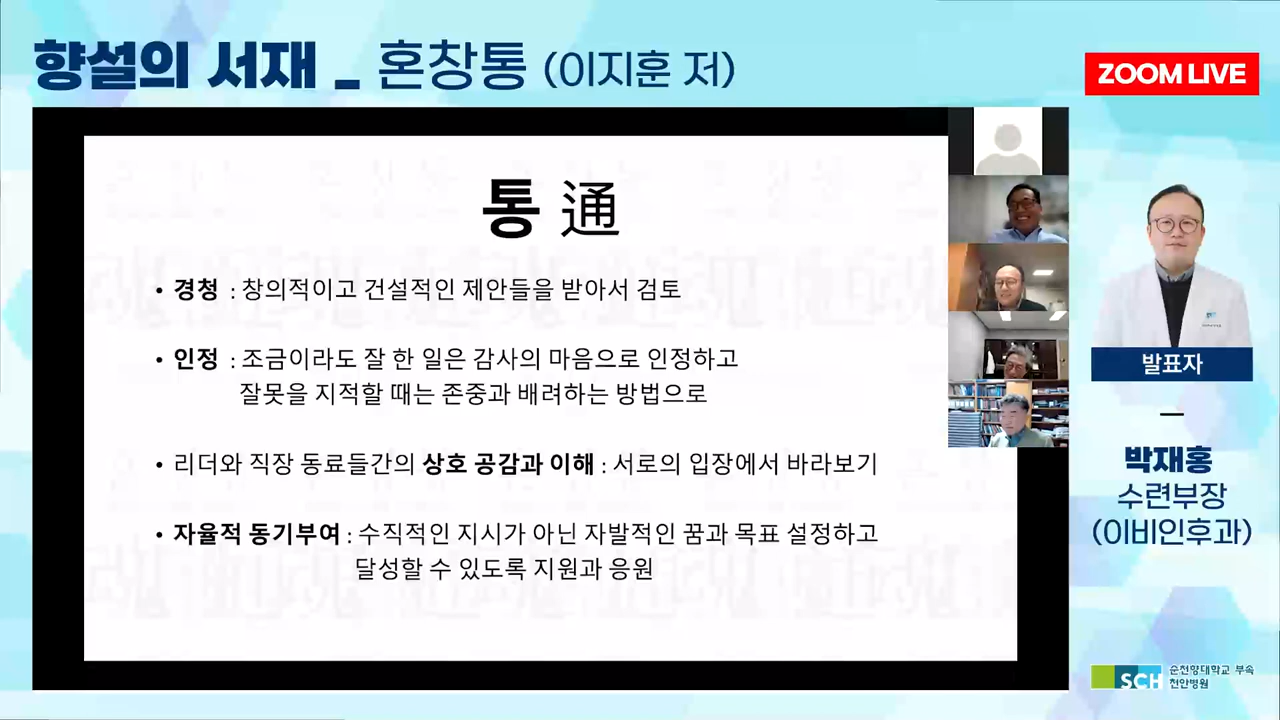 향설의 서재 _ 혼창통 (이지훈 저)
ZOOM LIVE
통 通
• 경청 : 창의적이고 건설적인 제안들을 받아서 검토
• 인정 : 조금이라도 잘 한 일은 감사의 마음으로 인정하고
잘못을 지적할 때는 존중과 배려하는 방법으로
• 리더와 직장 동료들간의 상호 공감과 이해 : 서로의 입장에서 바라보기
• 자율적 동기부여 : 수직적인 지시가 아닌 자발적인 꿈과 목표 설정하고
달성할 수 있도록 지원과 응원
발표자
박재홍
수련부장
(이비인후과)
SCH 순천향대학교 부속
천안병원